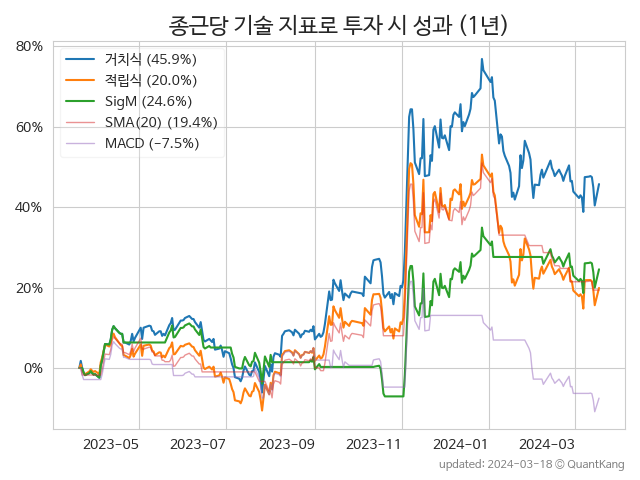 종근당 기술 지표로 투자 시 성과 (1년)
80%
60%
40%
20%
0%
거치식 (45.9%)
적립식 (20.0%)
SigM (24.6%)
SMA(20) (19.4%)
MACD (−7.5%)
2023−05
2023−07
2023−09
2023−11
2024−01
2024−03
updated: 2024−03−18 © QuantKang